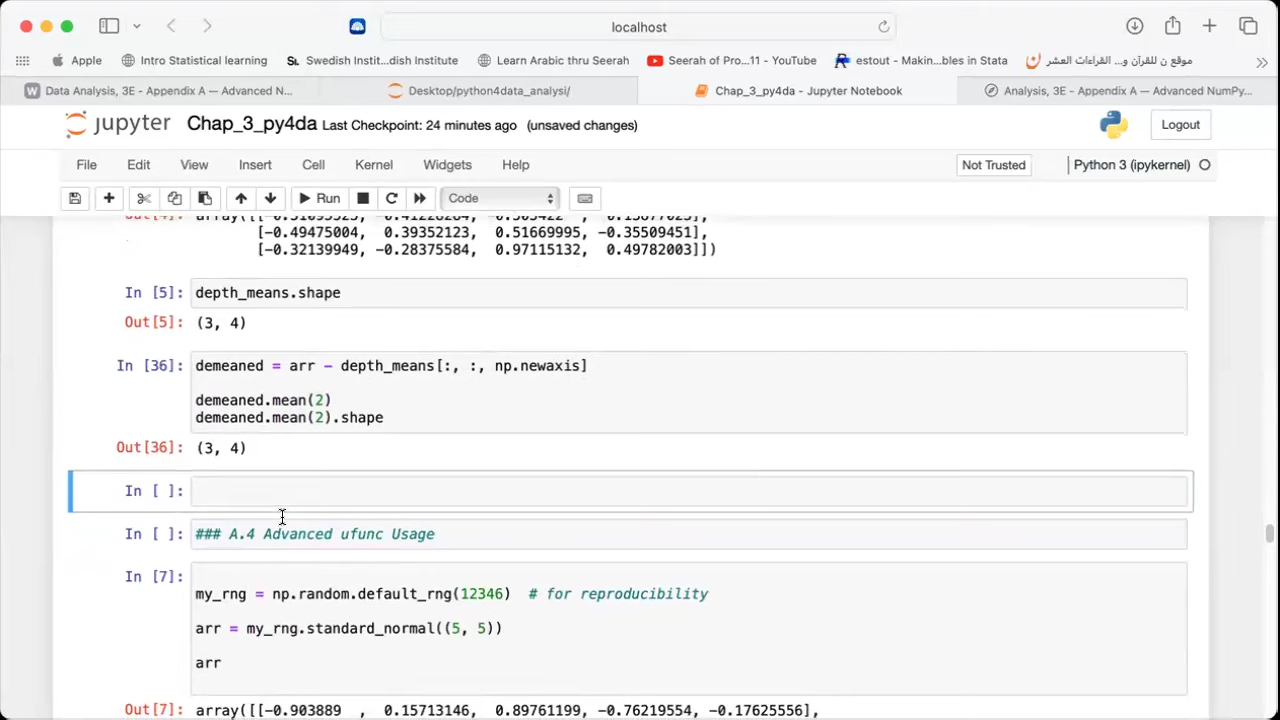 localhost
Apple
Intro Statistical learning
SL Swedish Instit...dish Institute
Learn Arabic thru Seerah
Seerah of Pro...11 - YouTube
estout - Makin...bles in Stata
موقع ن للقرآن و... القراءات العشر
W Data Analysis, 3E - Appendix A — Advanced N...
Desktop/python4data_analysi/
Chap_3_py4da - Jupyter Notebook
Analysis, 3E - Appendix A — Advanced NumPy...
jupyter Chap_3_py4da Last Checkpoint: 24 minutes ago (unsaved changes)
Logout
File Edit View Insert Cell Kernel Widgets Help
Not Trusted
Python 3 (ipykernel)
Run
Code
[-0.49475004, 0.39352123, 0.51669995, -0.35509451],
[-0.32139949, -0.28375584, 0.97115132, 0.49782003]])
In [5]: depth_means.shape
Out[5]: (3, 4)
In [36]: demeaned = arr - depth_means[:, :, np.newaxis]
demeaned.mean(2)
demeaned.mean(2).shape
Out[36]: (3, 4)
In [ ]:
In [ ]: ### A.4 Advanced ufunc Usage
In [7]:
my_rng = np.random.default_rng(12346) # for reproducibility
arr = my_rng.standard_normal((5, 5))
arr
Out[7]: array([[-0.903889 , 0.15713146, 0.89761199, -0.76219554, -0.17625556],